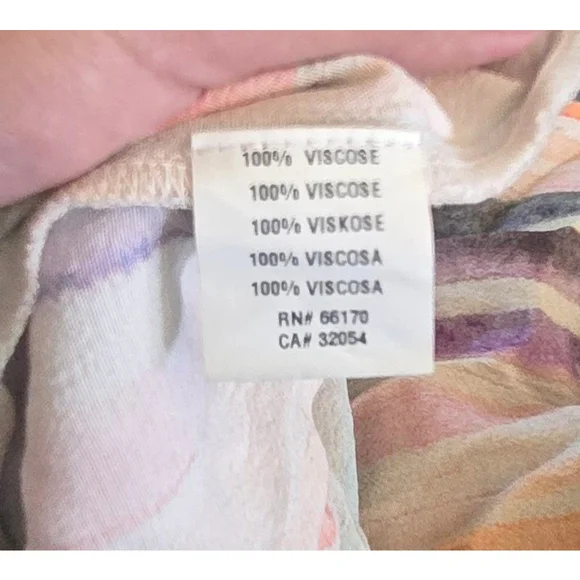 100% VISCOSE
100% VISCOSE
100% VISKOSE
100% VISCOSA
100% VISCOSA
RN# 66170
CA# 32054